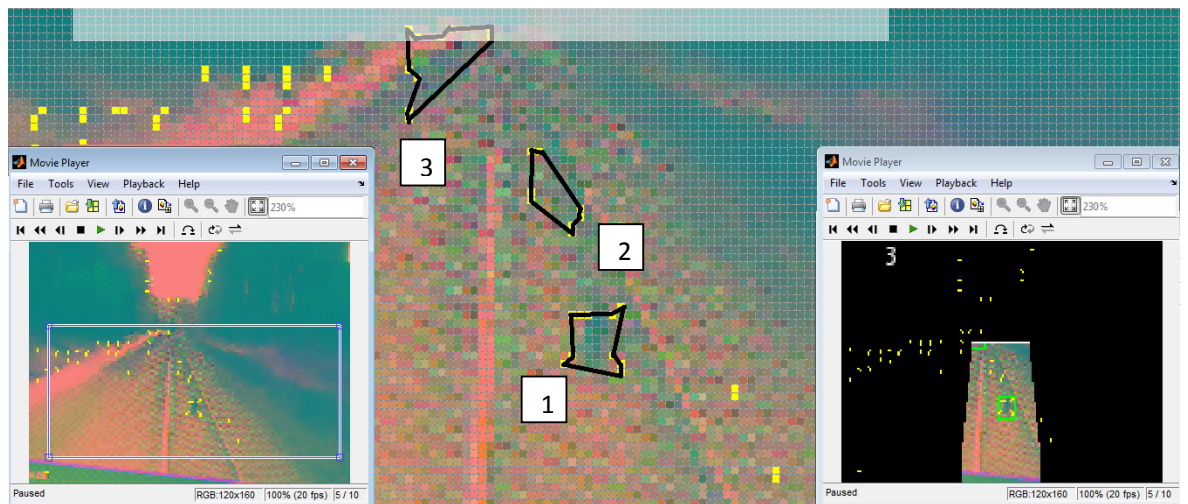 3
2
1
Movie Player
File Tools View Playback Help
230%
Paused
RGB:120x160 100% (20 fps) 5 / 10
Movie Player
File Tools View Playback Help
230%
3
Paused
RGB:120x160 100% (20 fps) 5 / 10